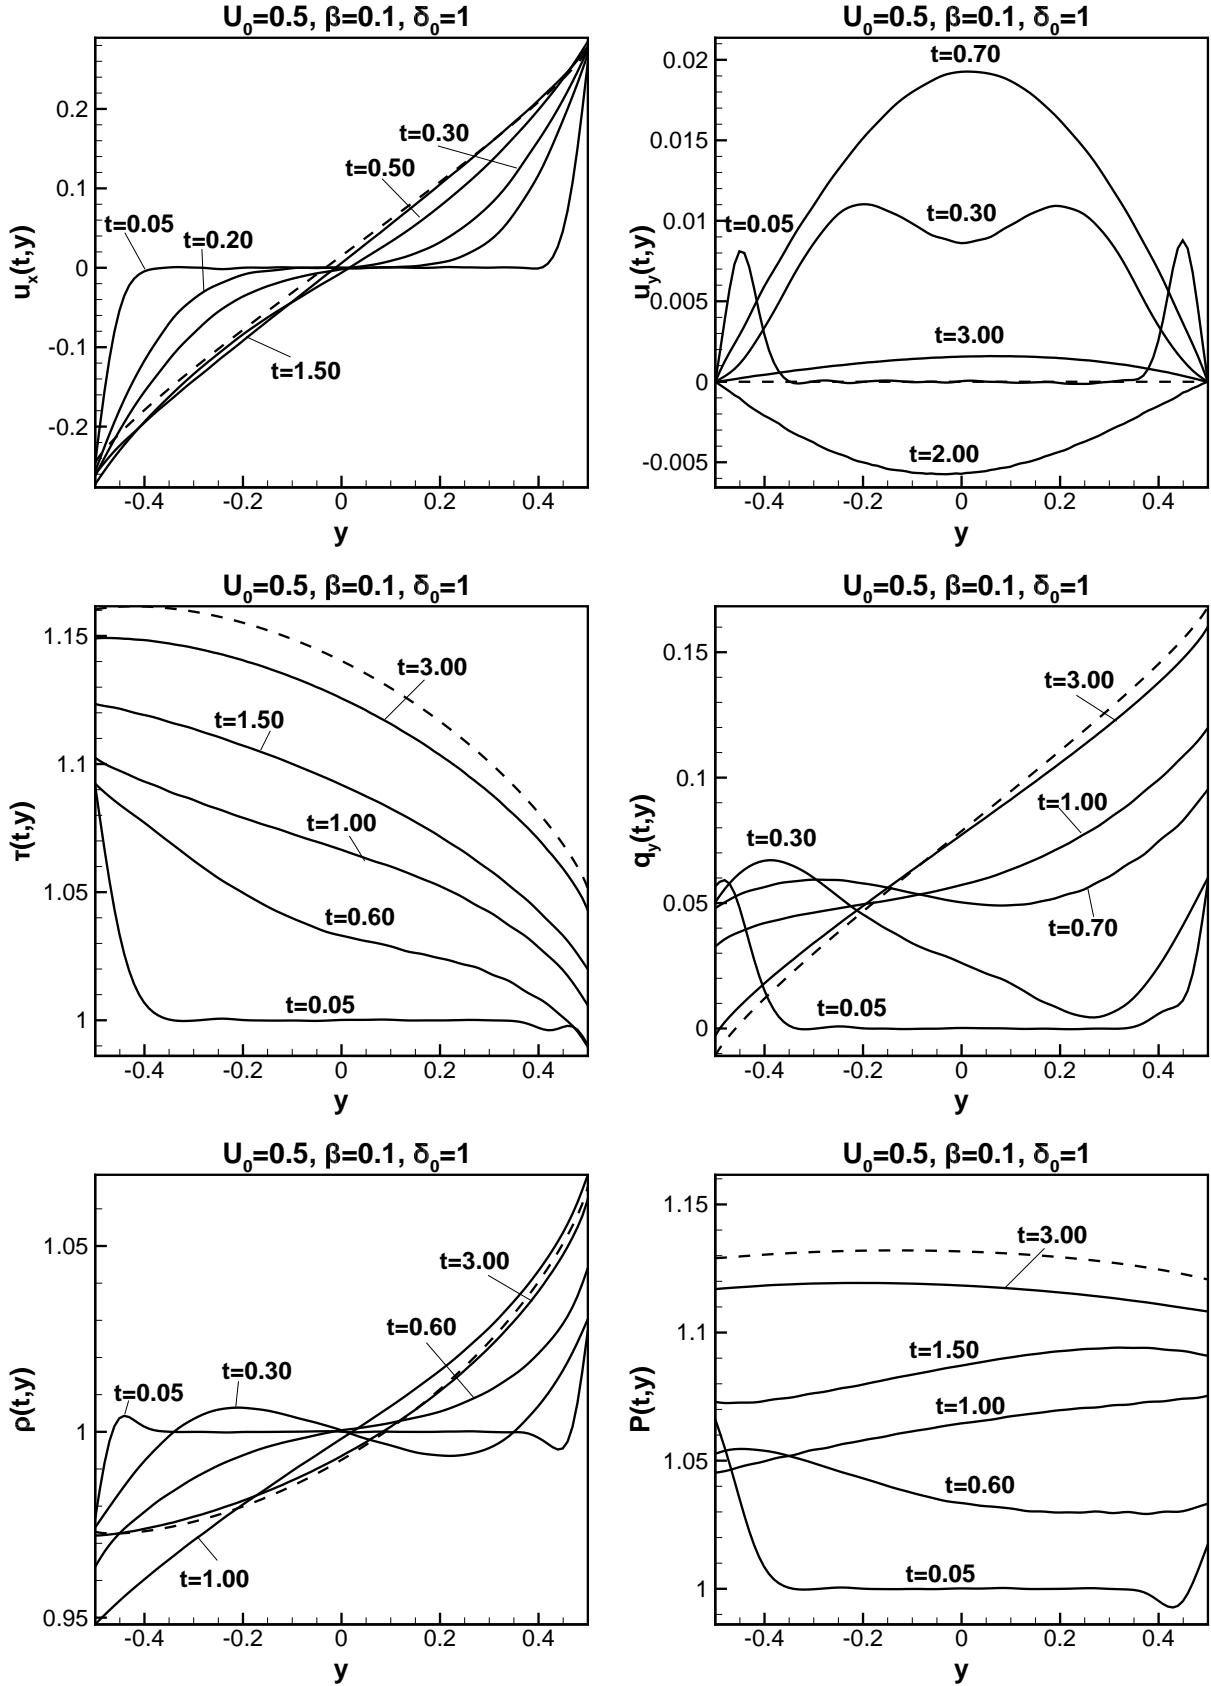 U₀=0.5, β=0.1, δ₀=1
0.2
0.1
0
-0.1
-0.2
uₓ(t,y)
t=0.30
t=0.50
t=0.05
t=0.20
t=1.50
-0.4 -0.2 0 0.2 0.4
y
U₀=0.5, β=0.1, δ₀=1
0.02
0.015
0.01
0.005
0
-0.005
u_y(t,y)
t=0.70
t=0.05
t=0.30
t=3.00
t=2.00
-0.4 -0.2 0 0.2 0.4
y
U₀=0.5, β=0.1, δ₀=1
1.15
1.1
1.05
1
τ(t,y)
t=3.00
t=1.50
t=1.00
t=0.60
t=0.05
-0.4 -0.2 0 0.2 0.4
y
U₀=0.5, β=0.1, δ₀=1
0.15
0.1
0.05
0
q_y(t,y)
t=3.00
t=1.00
t=0.30
t=0.70
t=0.05
-0.4 -0.2 0 0.2 0.4
y
U₀=0.5, β=0.1, δ₀=1
1.05
1
0.95
ρ(t,y)
t=3.00
t=0.60
t=0.30
t=0.05
t=1.00
-0.4 -0.2 0 0.2 0.4
y
U₀=0.5, β=0.1, δ₀=1
1.15
1.1
1.05
1
P(t,y)
t=3.00
t=1.50
t=1.00
t=0.60
t=0.05
-0.4 -0.2 0 0.2 0.4
y